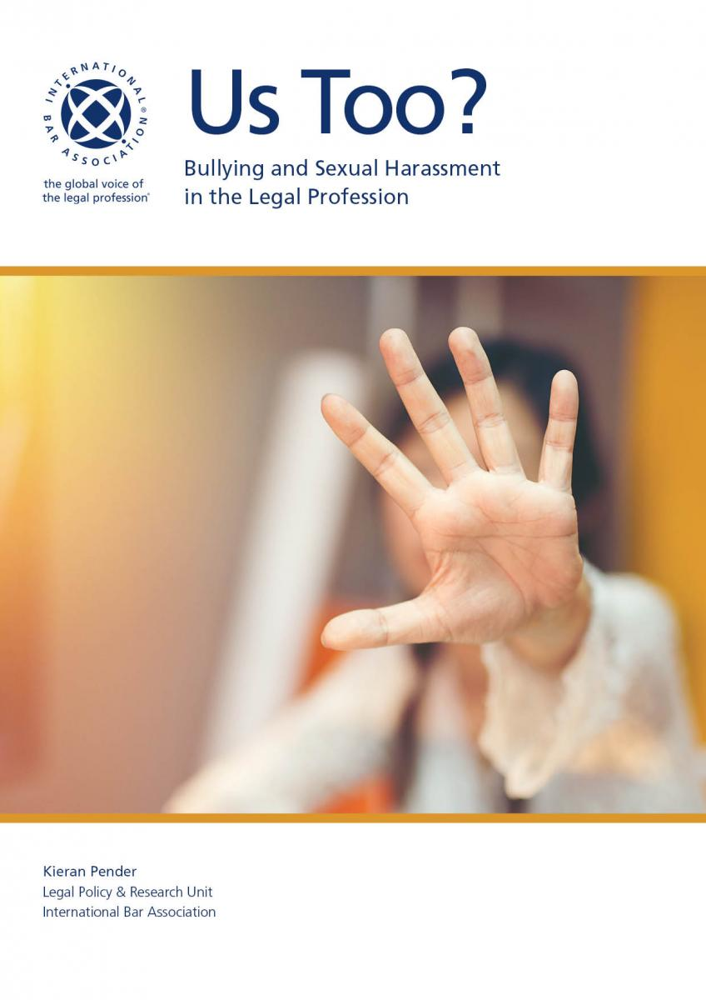 INTERNATIONAL BAR ASSOCIATION®
the global voice of
the legal profession®
Us Too?
Bullying and Sexual Harassment
in the Legal Profession
Kieran Pender
Legal Policy & Research Unit
International Bar Association